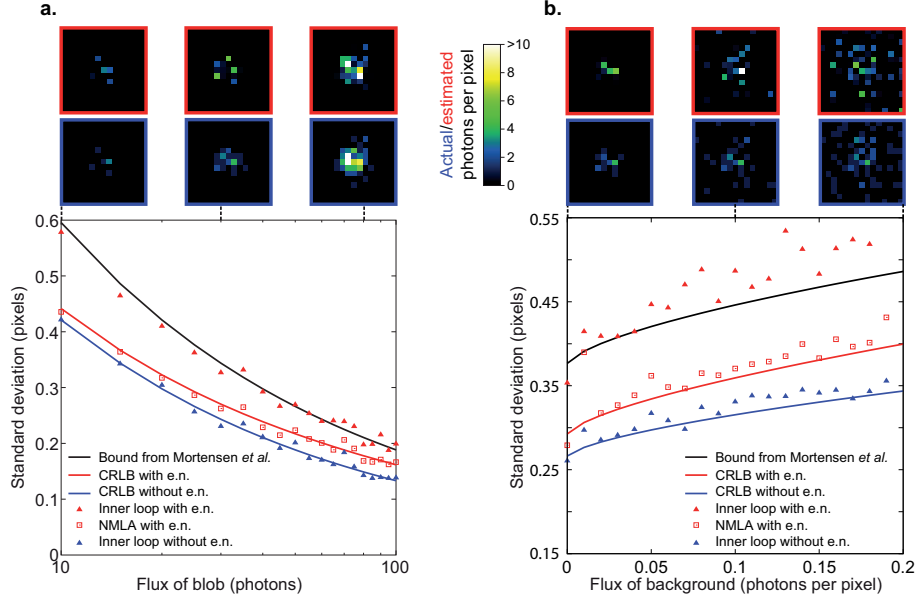 a.
b.
Actual/estimated
photons per pixel
>10
8
6
4
2
0
Standard deviation (pixels)
0.6
0.5
0.4
0.3
0.2
0.1
0
Bound from Mortensen et al.
CRLB with e.n.
CRLB without e.n.
Inner loop with e.n.
NMLA with e.n.
Inner loop without e.n.
10
100
Flux of blob (photons)
Standard deviation (pixels)
0.55
0.45
0.35
0.25
0.15
Bound from Mortensen et al.
CRLB with e.n.
CRLB without e.n.
Inner loop with e.n.
NMLA with e.n.
Inner loop without e.n.
0
0.05
0.1
0.15
0.2
Flux of background (photons per pixel)